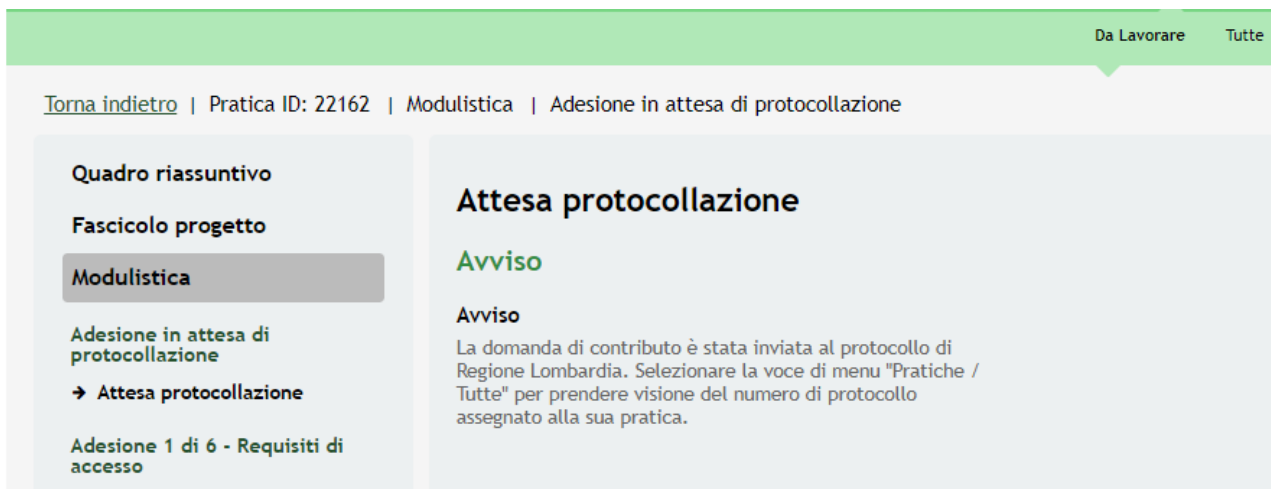 Da Lavorare Tutte
Torna indietro | Pratica ID: 22162 | Modulistica | Adesione in attesa di protocollazione
Quadro riassuntivo
Fascicolo progetto
Modulistica
Adesione in attesa di
protocollazione
→ Attesa protocollazione
Adesione 1 di 6 - Requisiti di
accesso
Attesa protocollazione
Avviso
Avviso
La domanda di contributo è stata inviata al protocollo di
Regione Lombardia. Selezionare la voce di menu "Pratiche /
Tutte" per prendere visione del numero di protocollo
assegnato alla sua pratica.